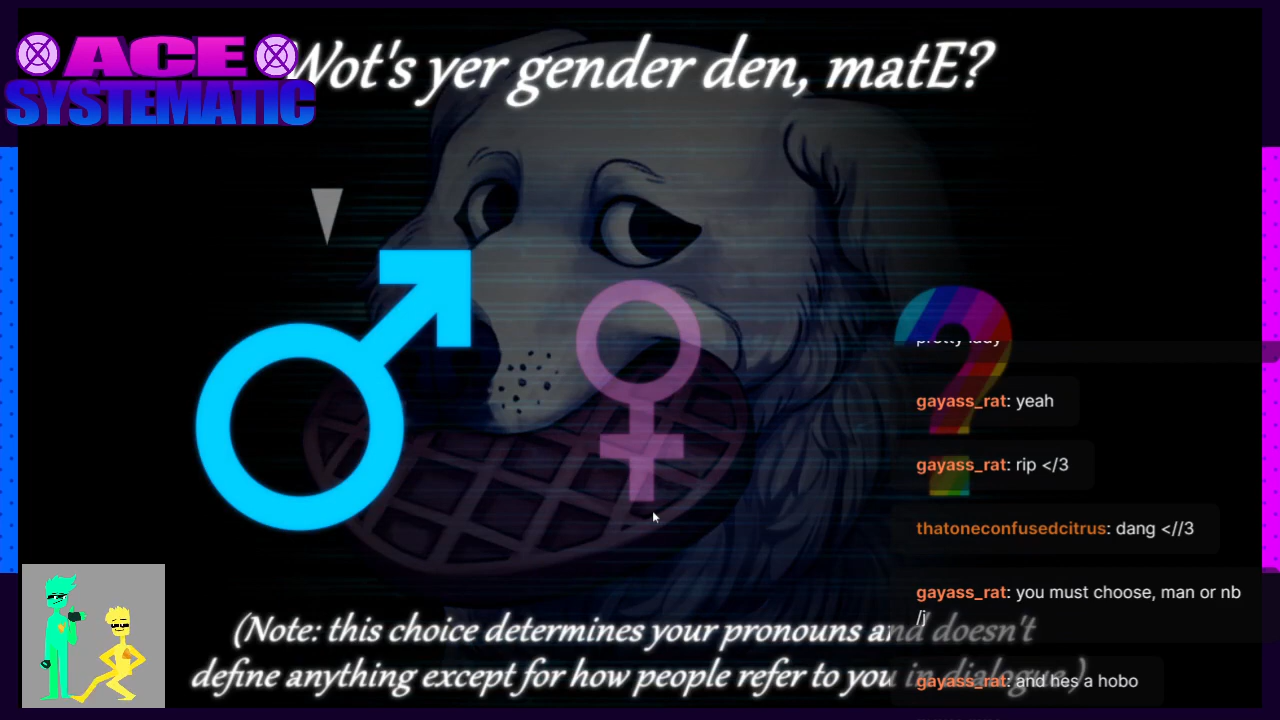 ACE
SYSTEMATIC
Wot's yer gender den, matE?
pretty lady
gayass_rat: yeah
gayass_rat: rip </3
thatoneconfusedcitrus: dang <//3
gayass_rat: you must choose, man or nb
/j
(Note: this choice determines your pronouns and doesn't
define anything except for how people refer to you in dialogue.)
gayass_rat: and hes a hobo